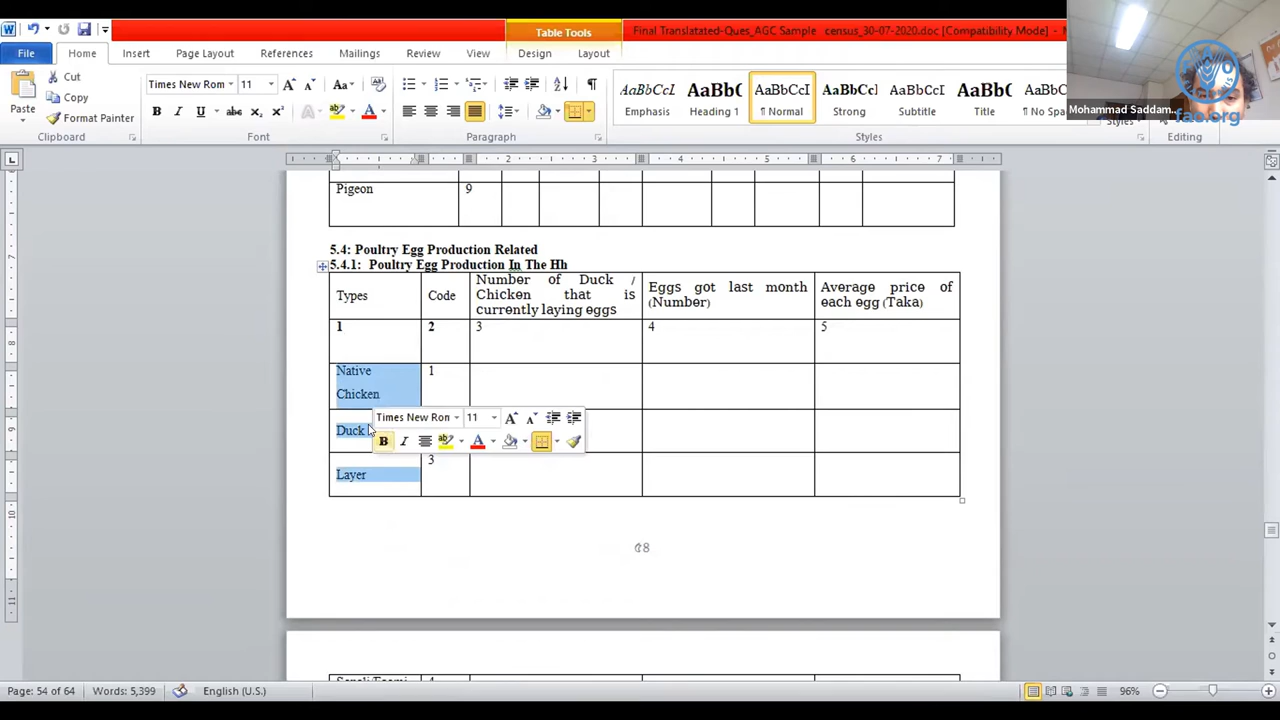 Table Tools
Final Translatated-Ques_AGC Sample census_30-07-2020.doc [Compatibility Mode] -
File
Home
Insert
Page Layout
References
Mailings
Review
View
Design
Layout
Paste
Cut
Copy
Format Painter
Clipboard
Times New Rom
11
Font
Paragraph
AaBbCcI
Emphasis
AaBbC
Heading 1
AaBbCcI
¶ Normal
AaBbCc
Strong
AaBbCcI
Subtitle
AaBbC
Title
¶ No Spa
Styles
Editing
Mohammad Saddam...
fao.org
Pigeon
9
5.4: Poultry Egg Production Related
5.4.1: Poultry Egg Production In The Hh
Types
Code
Number of Duck /
Chicken that is
currently laying eggs
Eggs got last month
(Number)
Average price of
each egg (Taka)
1
2
3
4
5
Native
Chicken
1
Duck
Times New Ron
11
Layer
3
Page: 54 of 64
Words: 5,399
English (U.S.)
96%